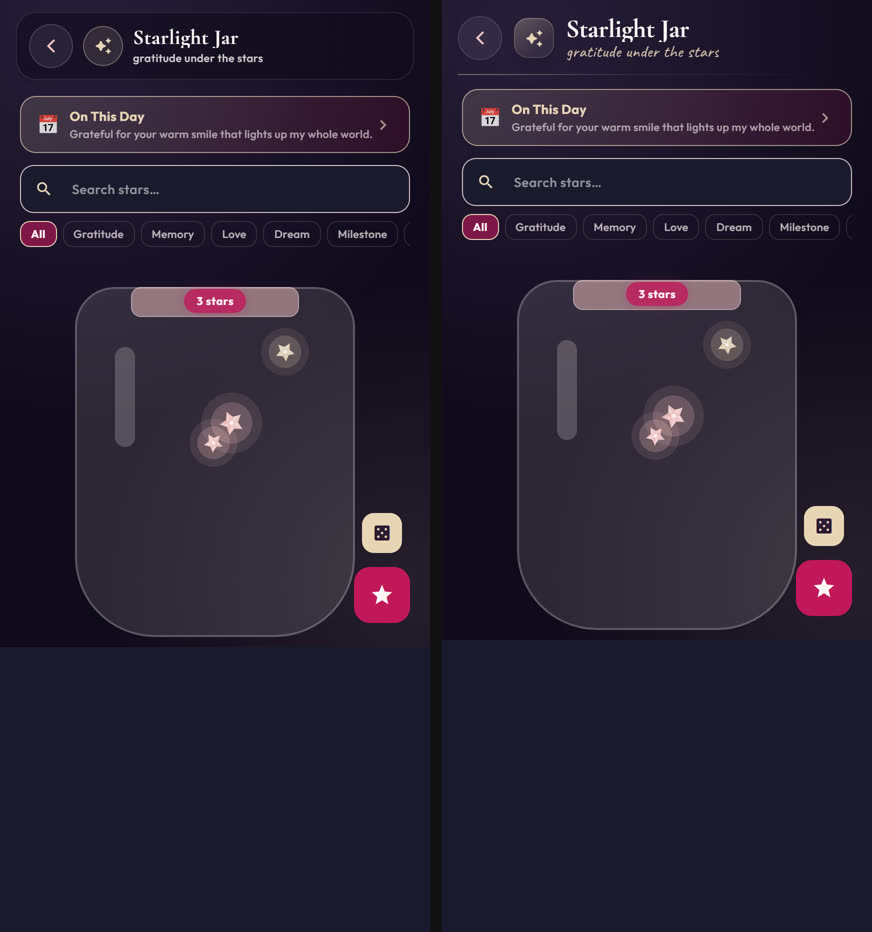 Starlight Jar
gratitude under the stars
July
17
On This Day
Grateful for your warm smile that lights up my whole world.
Search stars...
All
Gratitude
Memory
Love
Dream
Milestone
3 stars
Starlight Jar
gratitude under the stars
July
17
On This Day
Grateful for your warm smile that lights up my whole world.
Search stars...
All
Gratitude
Memory
Love
Dream
Milestone
3 stars